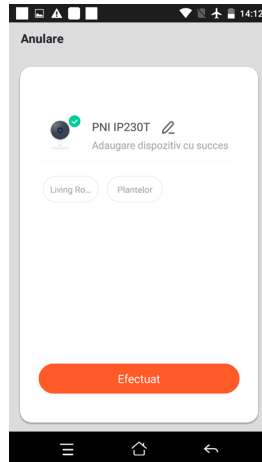 14:12
Anulare
PNI IP230T
Adaugare dispozitiv cu succes
Living Ro...
Plantelor
Efectuat